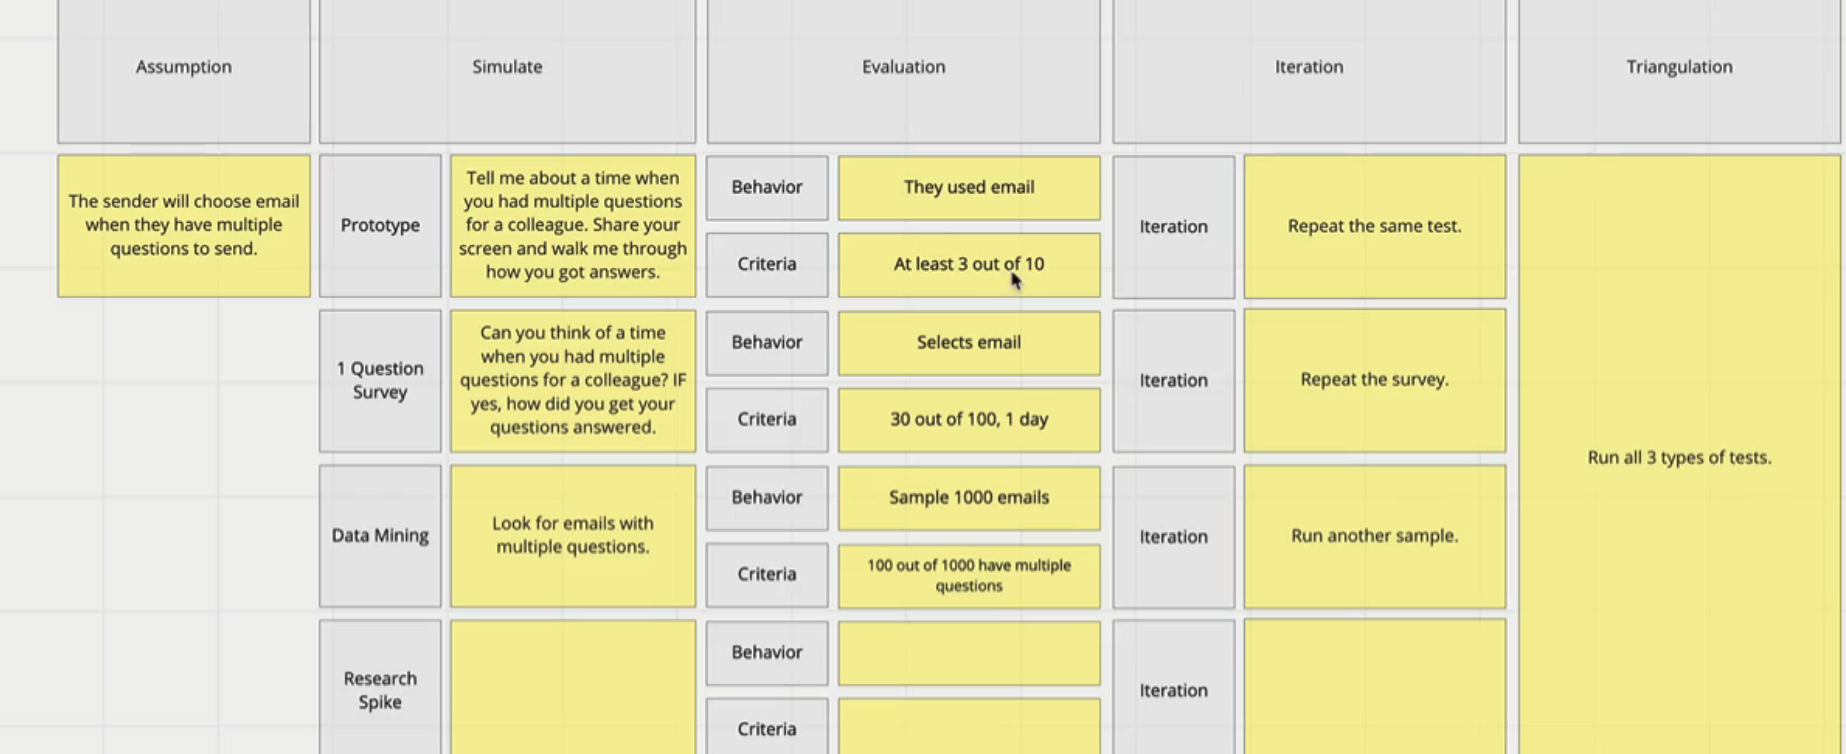 Assumption
Simulate
Evaluation
Iteration
Triangulation
The sender will choose email
when they have multiple
questions to send.
Prototype
Tell me about a time when
you had multiple questions
for a colleague. Share your
screen and walk me through
how you got answers.
Behavior
They used email
Criteria
At least 3 out of 10
Iteration
Repeat the same test.
Run all 3 types of tests.
1 Question
Survey
Can you think of a time
when you had multiple
questions for a colleague? IF
yes, how did you get your
questions answered.
Behavior
Selects email
Criteria
30 out of 100, 1 day
Iteration
Repeat the survey.
Data Mining
Look for emails with
multiple questions.
Behavior
Sample 1000 emails
Criteria
100 out of 1000 have multiple
questions
Iteration
Run another sample.
Research
Spike
Behavior
Criteria
Iteration